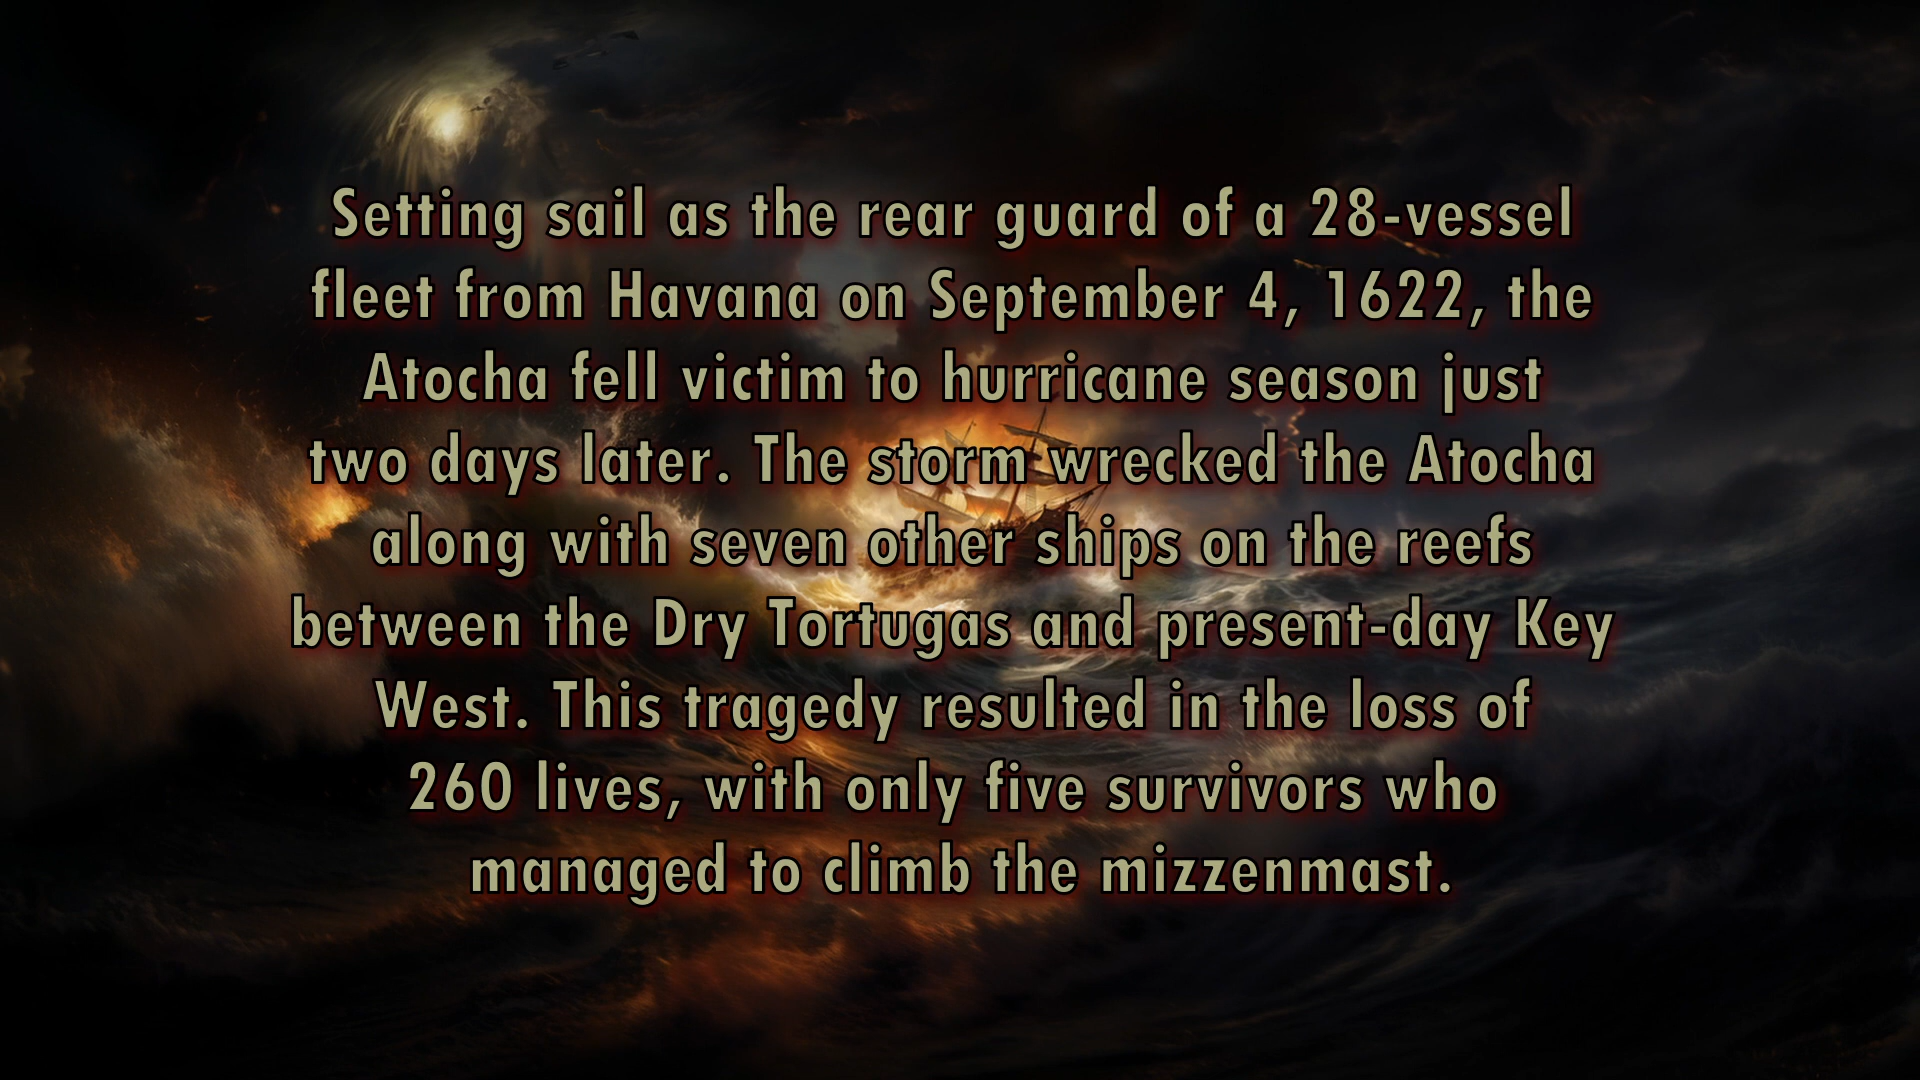 Setting sail as the rear guard of a 28-vessel
fleet from Havana on September 4, 1622, the
Atocha fell victim to hurricane season just
two days later. The storm wrecked the Atocha
along with seven other ships on the reefs
between the Dry Tortugas and present-day Key
West. This tragedy resulted in the loss of
260 lives, with only five survivors who
managed to climb the mizzenmast.